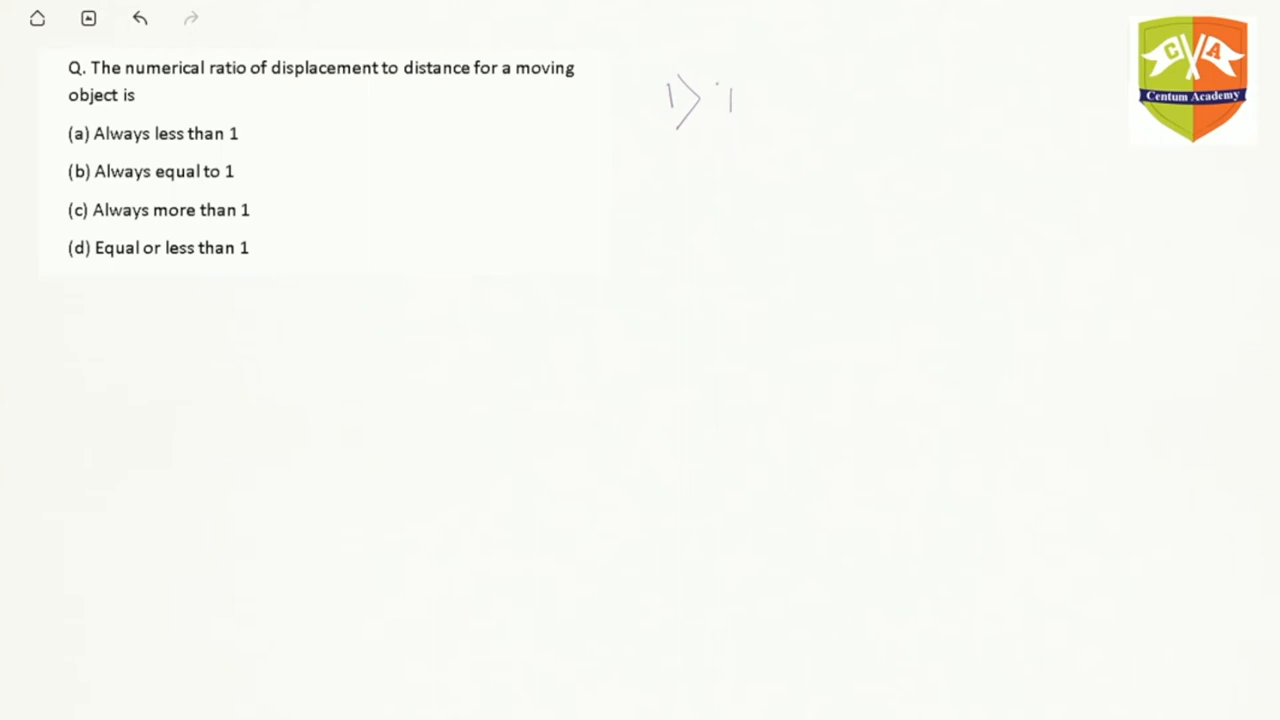 Q. The numerical ratio of displacement to distance for a moving
object is
(a) Always less than 1
(b) Always equal to 1
(c) Always more than 1
(d) Equal or less than 1
C A
Centum Academy